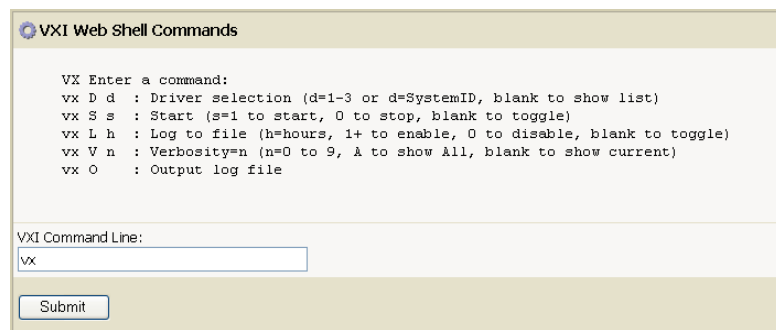 VXI Web Shell Commands
VX Enter a command:
vx D d : Driver selection (d=1-3 or d=SystemID, blank to show list)
vx S s : Start (s=1 to start, 0 to stop, blank to toggle)
vx L h : Log to file (h=hours, 1+ to enable, 0 to disable, blank to toggle)
vx V n : Verbosity=n (n=0 to 9, A to show All, blank to show current)
vx O : Output log file
VXI Command Line:
vx
Submit